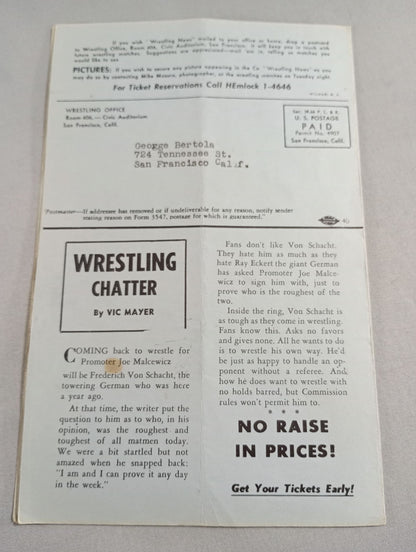 If you wish "Wrestling News" mailed to your office or home, drop a postcard
to Wrestling Office, Room 406, Civic Auditorium, San Francisco. It will keep you in touch with
future wrestling matches. Suggestions are appreciated—mail 'em in, telling us matches you
would like to see.
PICTURES: If you wish to secure any picture appearing in the "Wrestling News" as you
may do so by contacting Mike Mosura, photographer, at the wrestling matches on Tuesday night
For Ticket Reservations Call HEmlock 1-4646
WRESTLING OFFICE
Room 406, — Civic Auditorium
San Francisco, Calif.
Sec. 34.66 P. L. & R.
U. S. POSTAGE
PAID
Permit No. 4907
SAN FRANCISCO, CALIF.
Geogge Bertola
724 Tennessee St.
San Francisco Calif.
Postmaster—If addressee has removed or if undeliverable for any reason, notify sender
stating reason on Form 3547, postage for which is guaranteed."
40
WRESTLING
CHATTER
By VIC MAYER
COMING back to wrestle for
Promoter Joe Malcewicz
will be Frederich Von Schacht, the
towering German who was here
a year ago.
At that time, the writer put the
question to him as to who, in his
opinion, was the roughest and
toughest of all matmen today.
We were a bit startled but not
amazed when he snapped back:
"I am and I can prove it any day
in the week."
Fans don't like Von Schacht.
They hate him as much as they
hate Ray Eckert the giant German
has asked Promoter Joe Malce-
wicz to sign him with, just to
prove who is the roughest of the
two.
Inside the ring, Von Schacht is
as tough as they come in wrestling.
Fans know this. Asks no favors
and gives none. All he wants to do
is to wrestle his own way. He'd
be just as happy to handle an op-
ponent without a referee. And
how he does want to wrestle with
no holds barred, but Commission
rules won't permit him to.
* * *
NO RAISE
IN PRICES!
Get Your Tickets Early!